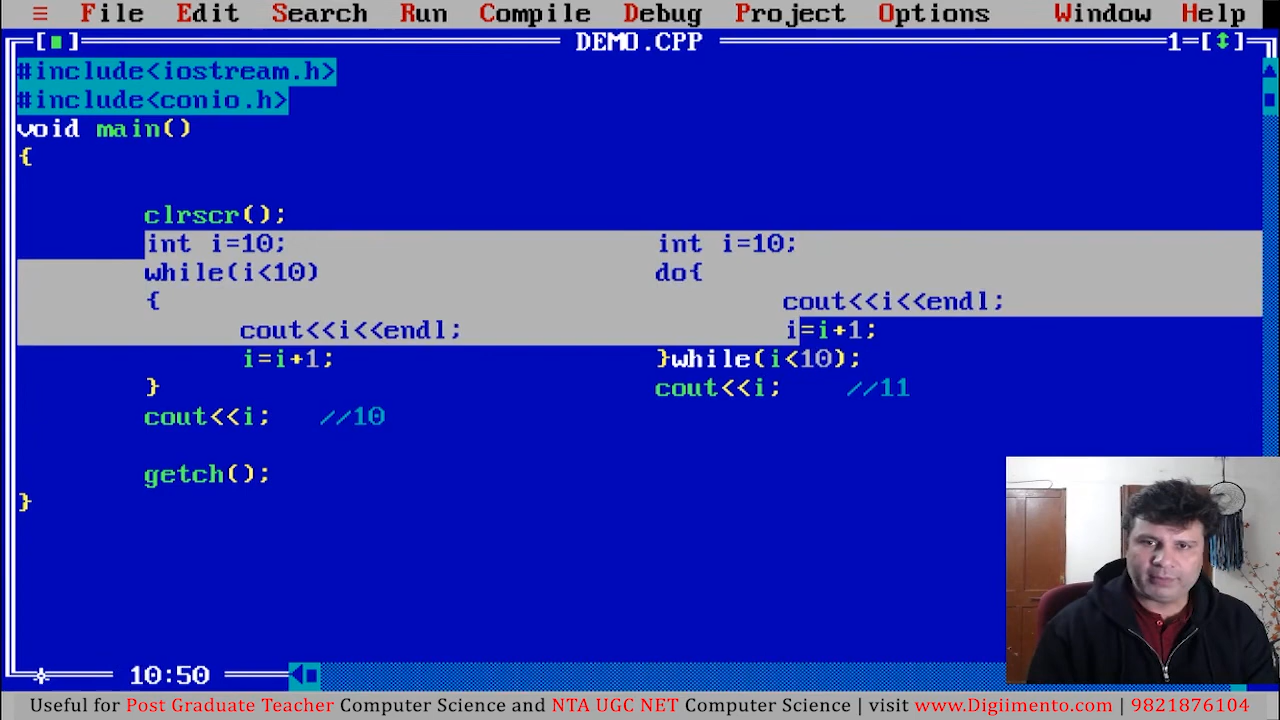 ≡ File Edit Search Run Compile Debug Project Options Window Help
[■] DEMO.CPP 1=[↕]
#include<iostream.h>
#include<conio.h>
void main()
{
clrscr();
int i=10; int i=10;
while(i<10) do{
{ cout<<i<<endl;
cout<<i<<endl; i=i+1;
i=i+1; }while(i<10);
} cout<<i; //11
cout<<i; //10
getch();
}
10:50
Useful for Post Graduate Teacher Computer Science and NTA UGC NET Computer Science | visit www.Digiimento.com | 9821876104